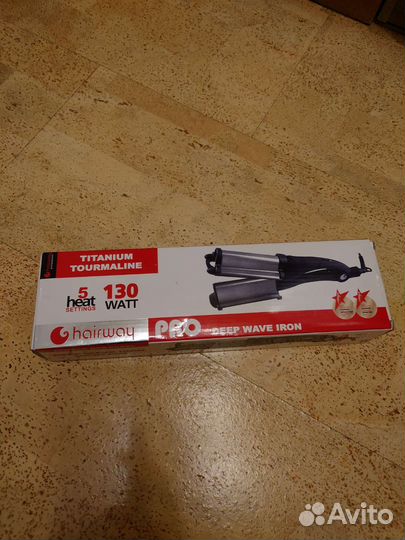 TITANIUM
TOURMALINE
5 heat SETTINGS
130 WATT
hairway
PRO DEEP WAVE IRON
Avito